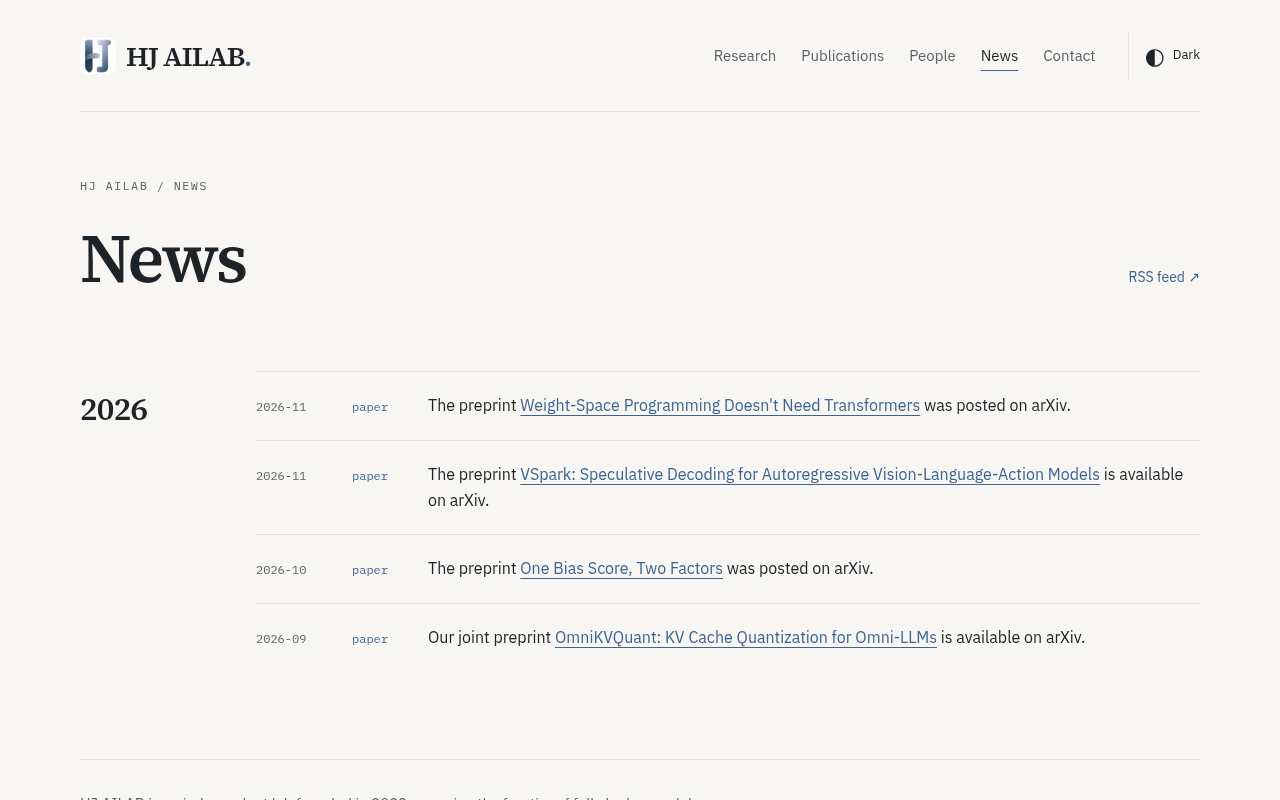 HJ AILAB.
Research Publications People News Contact Dark
HJ AILAB / NEWS
News
RSS feed ↗
2026
2026-11 paper The preprint Weight-Space Programming Doesn't Need Transformers was posted on arXiv.
2026-11 paper The preprint VSpark: Speculative Decoding for Autoregressive Vision-Language-Action Models is available
on arXiv.
2026-10 paper The preprint One Bias Score, Two Factors was posted on arXiv.
2026-09 paper Our joint preprint OmniKVQuant: KV Cache Quantization for Omni-LLMs is available on arXiv.